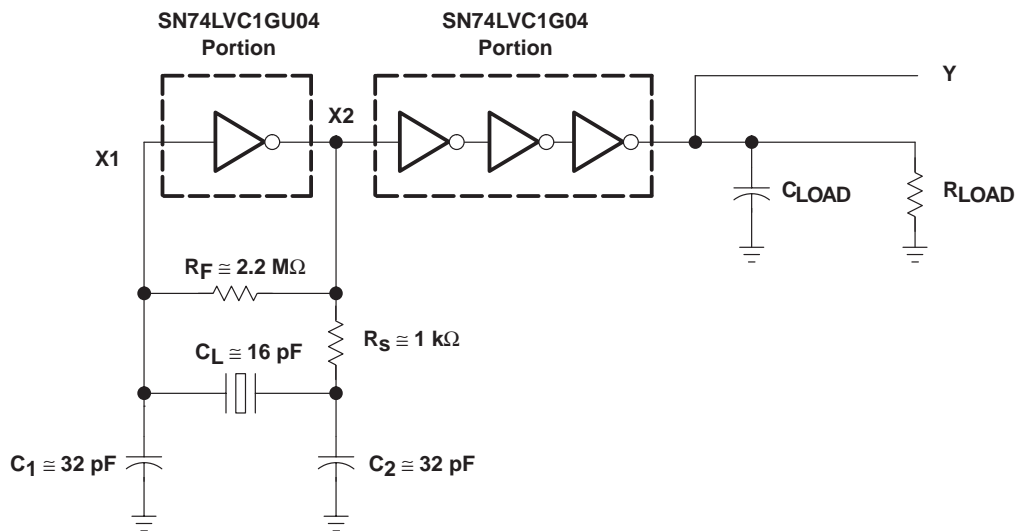 SN74LVC1GU04
Portion
SN74LVC1G04
Portion
Y
X2
X1
CLOAD
RLOAD
RF ≅ 2.2 MΩ
RS ≅ 1 kΩ
CL ≅ 16 pF
C1 ≅ 32 pF
C2 ≅ 32 pF